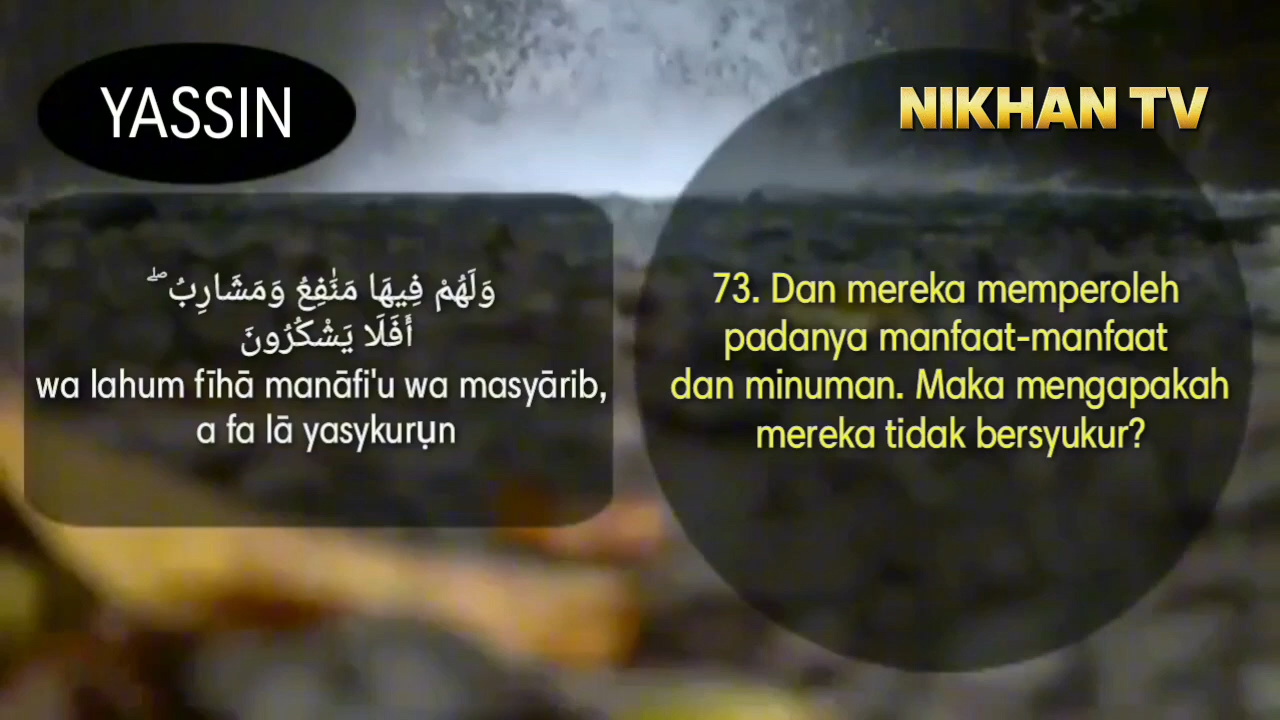 YASSIN
NIKHAN TV
وَلَهُمْ فِيهَا مَنَٰفِعُ وَمَشَارِبُ ۖ
أَفَلَا يَشْكُرُونَ
wa lahum fīhā manāfi'u wa masyārib,
a fa lā yasykurụn
73. Dan mereka memperoleh
padanya manfaat-manfaat
dan minuman. Maka mengapakah
mereka tidak bersyukur?